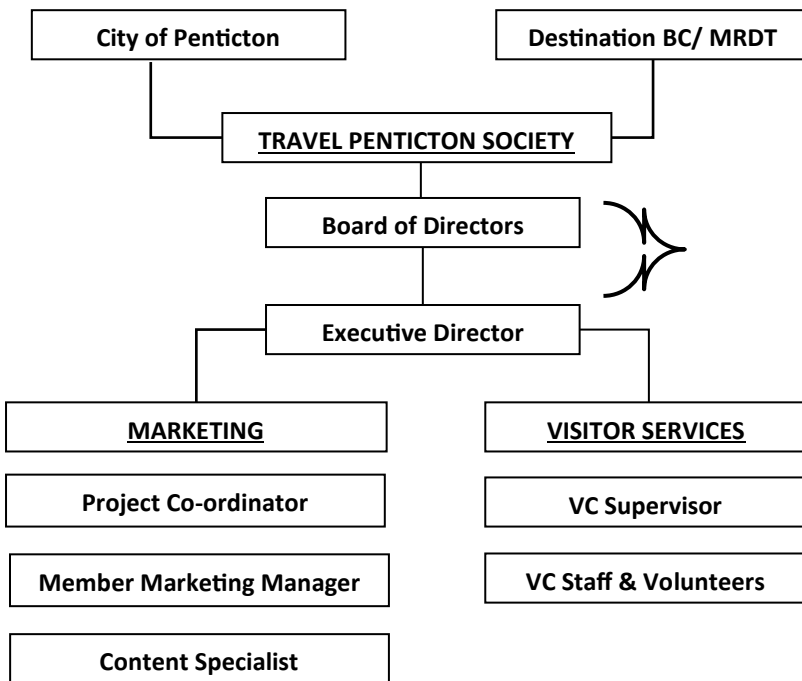 City of Penticton
Destination BC/ MRDT
TRAVEL PENTICTON SOCIETY
Board of Directors
Executive Director
MARKETING
VISITOR SERVICES
Project Co-ordinator
VC Supervisor
Member Marketing Manager
VC Staff & Volunteers
Content Specialist